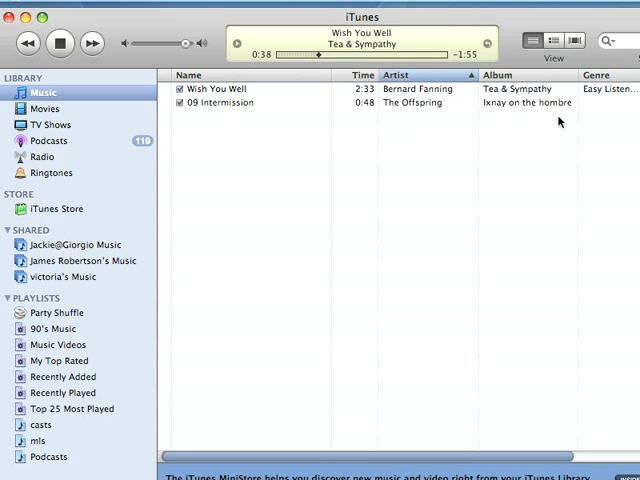 iTunes
Wish You Well
Tea & Sympathy
0:38
-1:55
View
LIBRARY
Music
Movies
TV Shows
Podcasts 119
Radio
Ringtones
STORE
iTunes Store
SHARED
Jackie@Giorgio Music
James Robertson's Music
victoria's Music
PLAYLISTS
Party Shuffle
90's Music
Music Videos
My Top Rated
Recently Added
Recently Played
Top 25 Most Played
casts
mls
Podcasts
Name Time Artist Album Genre
Wish You Well 2:33 Bernard Fanning Tea & Sympathy Easy Listen...
09 Intermission 0:48 The Offspring Ixnay on the hombre
The iTunes MiniStore helps you discover new music and video right from your iTunes Library